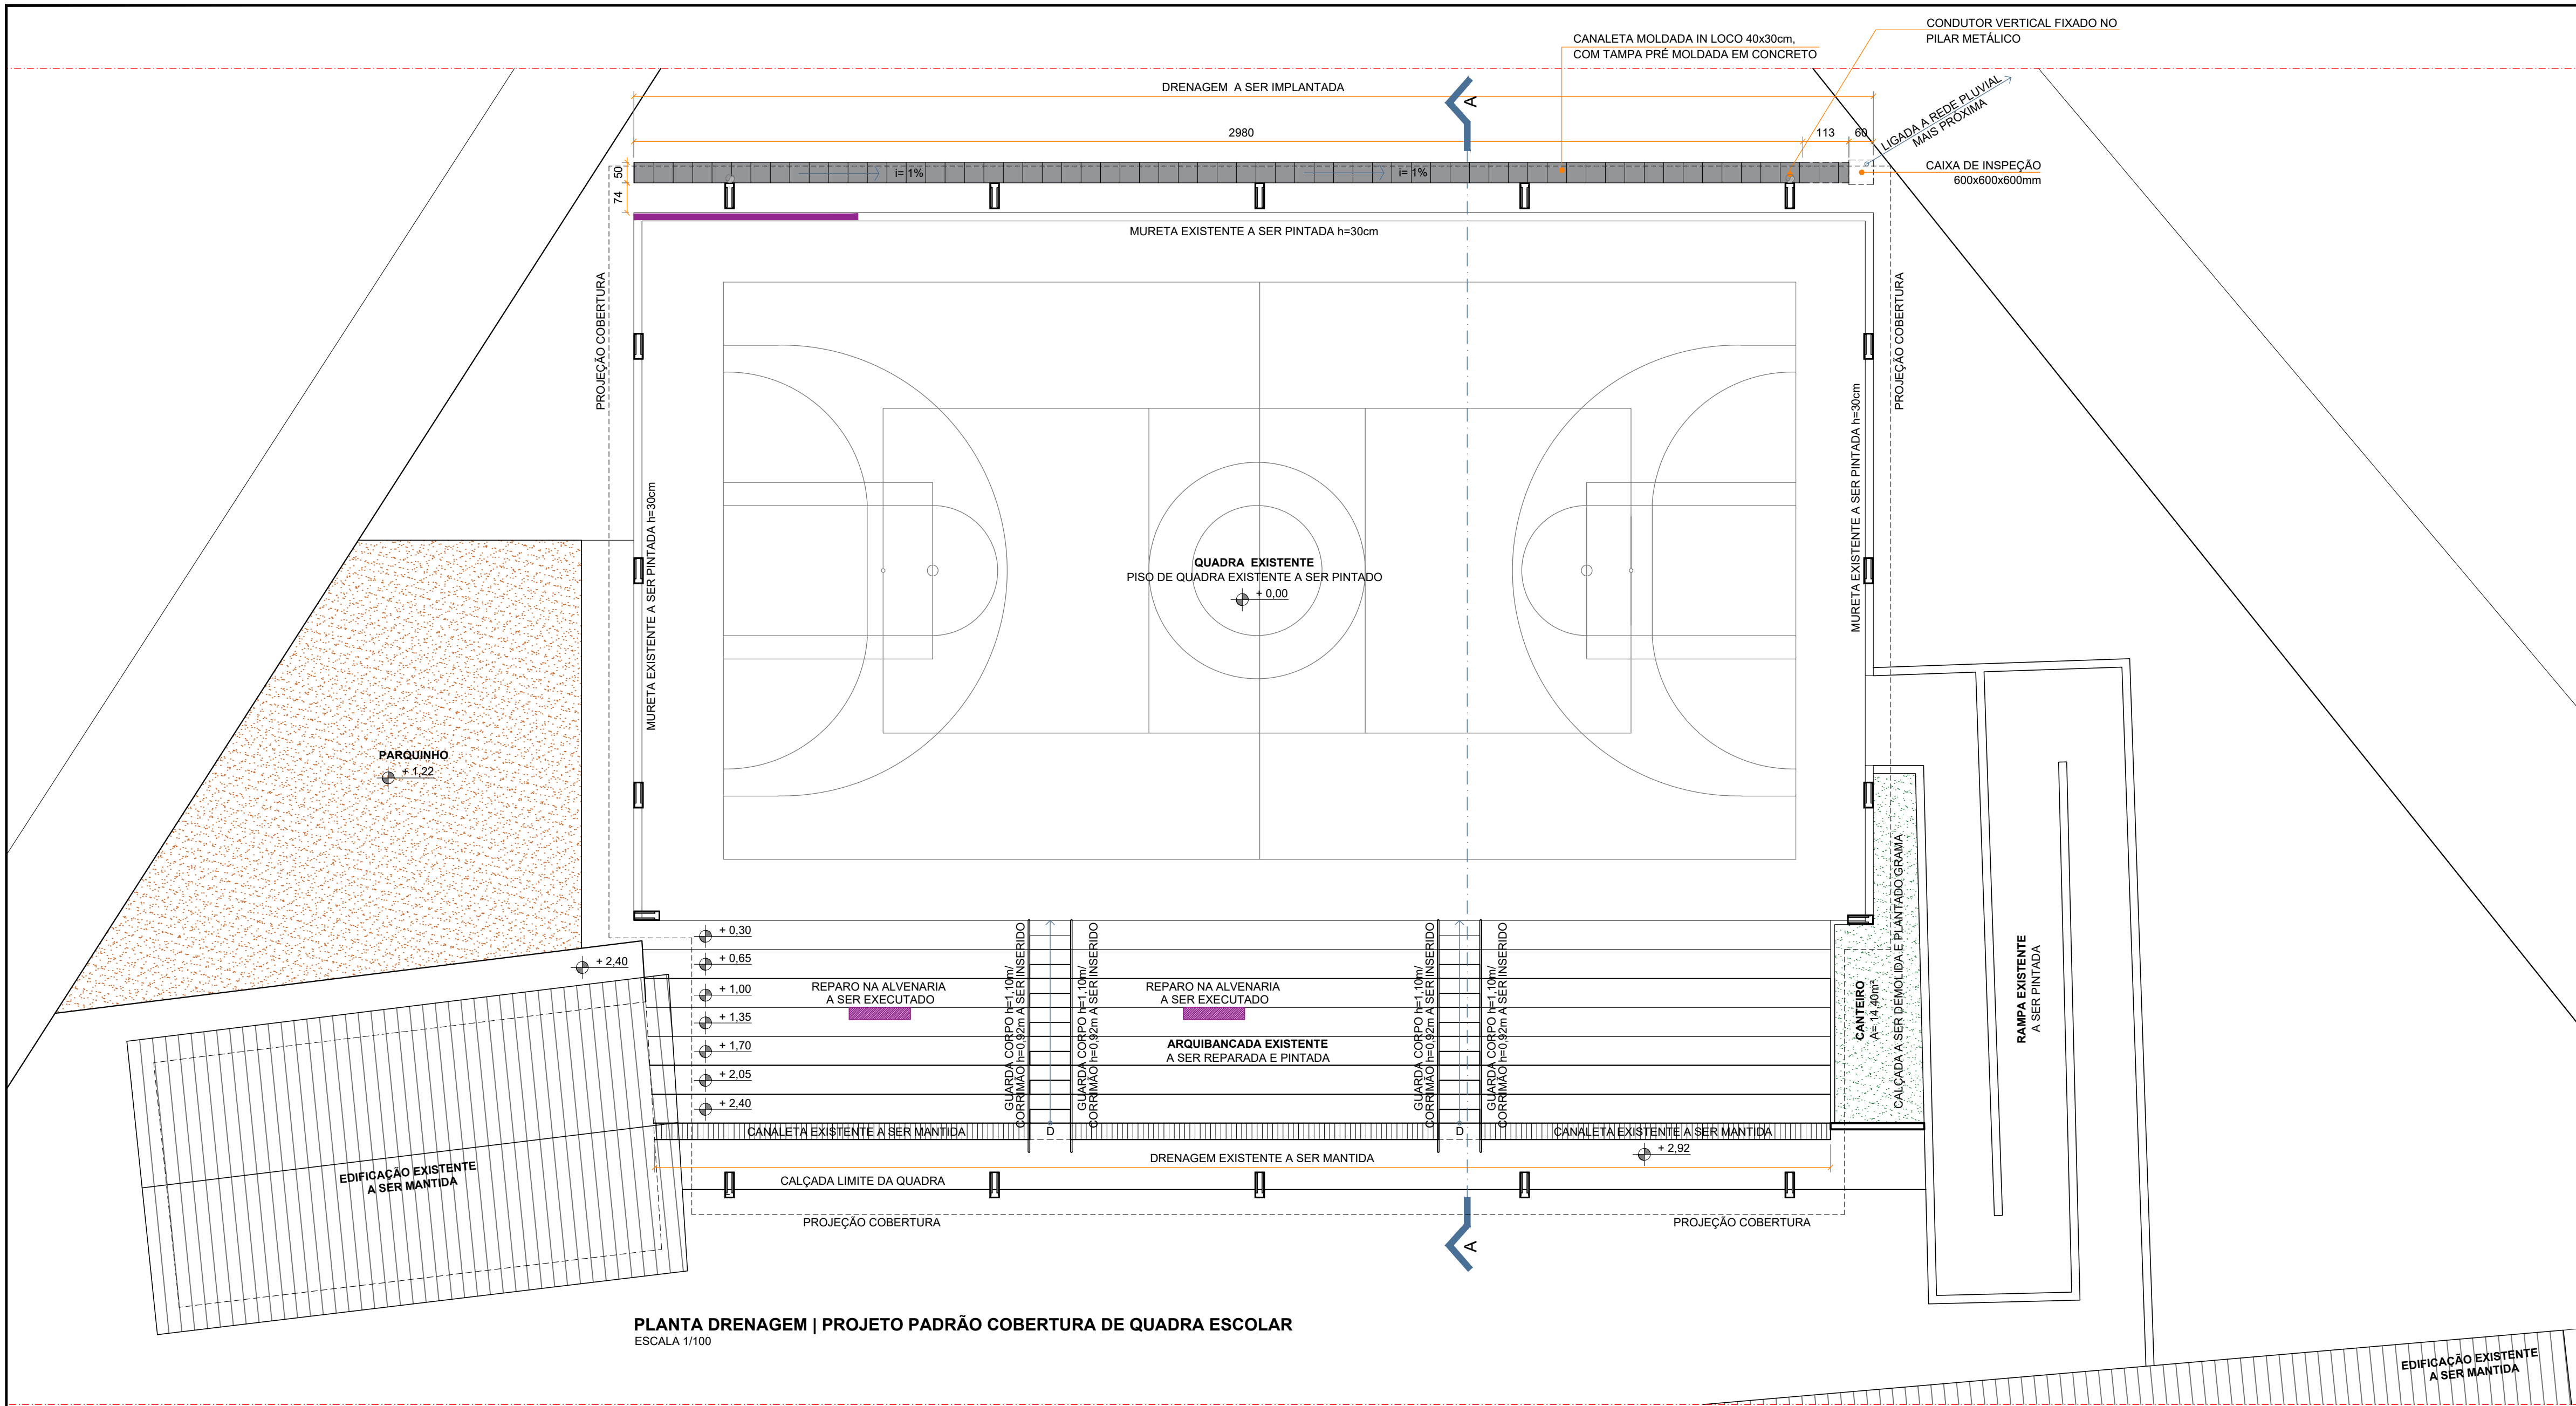 CONDUTOR VERTICAL FIXADO NO
PILAR METÁLICO
CANALETA MOLDADA IN LOCO 40x30cm,
COM TAMPA PRÉ MOLDADA EM CONCRETO
DRENAGEM A SER IMPLANTADA
A
LIGADA A REDE PLUVIAL
MAIS PRÓXIMA
2980
113
60
CAIXA DE INSPEÇÃO
600x600x600mm
50
74
i= 1%
i= 1%
MURETA EXISTENTE A SER PINTADA h=30cm
PROJEÇÃO COBERTURA
PROJEÇÃO COBERTURA
MURETA EXISTENTE A SER PINTADA h=30cm
MURETA EXISTENTE A SER PINTADA h=30cm
QUADRA EXISTENTE
PISO DE QUADRA EXISTENTE A SER PINTADO
+ 0,00
PARQUINHO
+ 1,22
+ 2,40
+ 0,30
+ 0,65
+ 1,00
+ 1,35
+ 1,70
+ 2,05
+ 2,40
REPARO NA ALVENARIA
A SER EXECUTADO
REPARO NA ALVENARIA
A SER EXECUTADO
GUARDA CORPO h=1,10m/
CORRIMÃO h=0,92m A SER INSERIDO
GUARDA CORPO h=1,10m/
CORRIMÃO h=0,92m A SER INSERIDO
GUARDA CORPO h=1,10m/
CORRIMÃO h=0,92m A SER INSERIDO
GUARDA CORPO h=1,10m/
CORRIMÃO h=0,92m A SER INSERIDO
ARQUIBANCADA EXISTENTE
A SER REPARADA E PINTADA
CANTEIRO
A= 14,40m²
CALÇADA A SER DEMOLIDA E PLANTADO GRAMA
RAMPA EXISTENTE
A SER PINTADA
CANALETA EXISTENTE A SER MANTIDA
D
D
CANALETA EXISTENTE A SER MANTIDA
+ 2,92
DRENAGEM EXISTENTE A SER MANTIDA
CALÇADA LIMITE DA QUADRA
EDIFICAÇÃO EXISTENTE
A SER MANTIDA
PROJEÇÃO COBERTURA
PROJEÇÃO COBERTURA
A
PLANTA DRENAGEM | PROJETO PADRÃO COBERTURA DE QUADRA ESCOLAR
ESCALA 1/100
EDIFICAÇÃO EXISTENTE
A SER MANTIDA